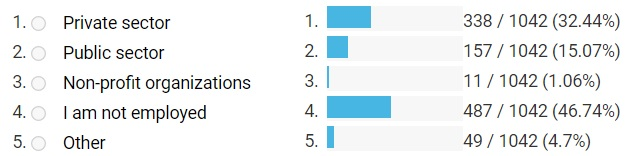 1. Private sector 1. 338 / 1042 (32.44%)
2. Public sector 2. 157 / 1042 (15.07%)
3. Non-profit organizations 3. 11 / 1042 (1.06%)
4. I am not employed 4. 487 / 1042 (46.74%)
5. Other 5. 49 / 1042 (4.7%)